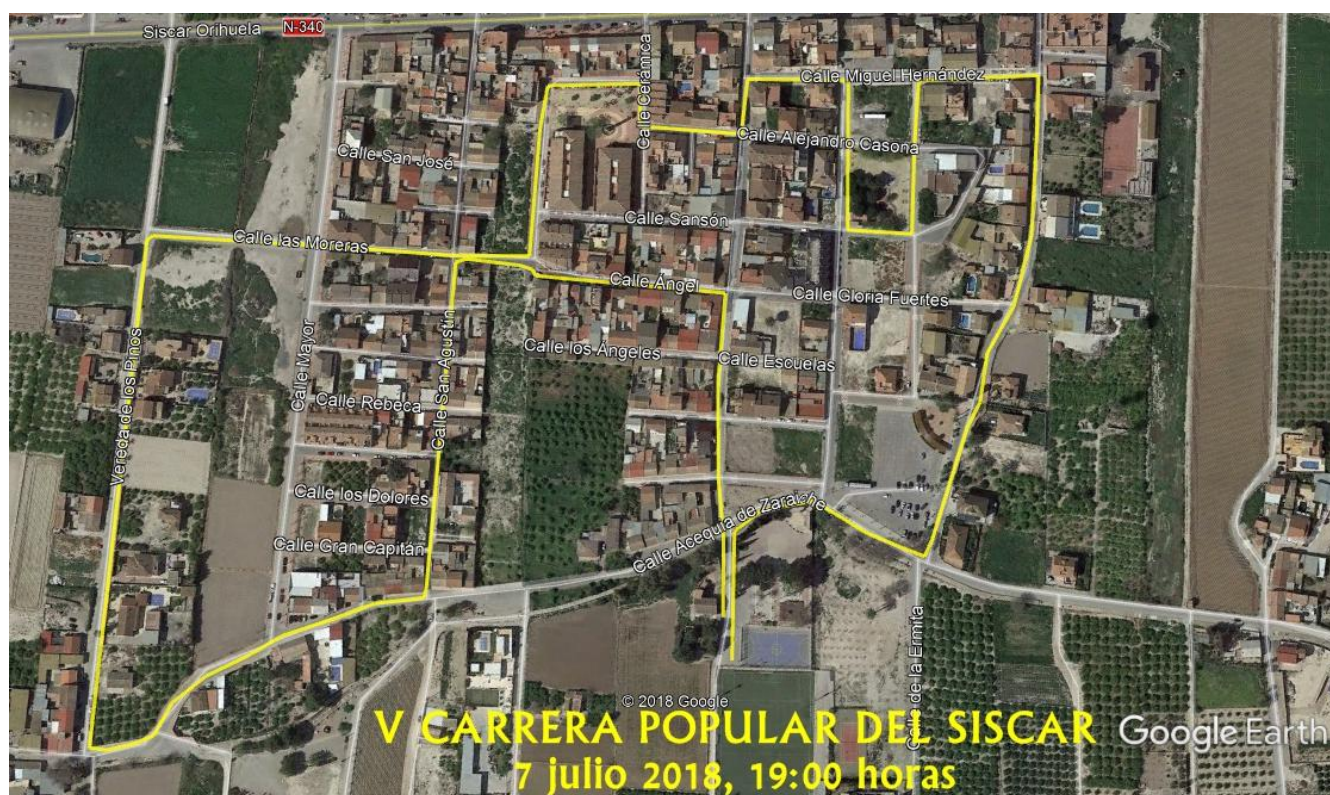 Siscar Orihuela N-340
Calle Cerámica
Calle Miguel Hernández
Calle San José
Calle Alejandro Casona
Calle Sansón
Calle las Moreras
Calle Ángel
Calle Gloria Fuertes
Calle Mayor
Calle San Agustín
Vereda de los Pinos
Calle los Ángeles
Calle Escuelas
Calle Rebeca
Calle los Dolores
Calle Acequia de Zaraiche
Calle Gran Capitán
Calle de la Ermita
© 2018 Google
V CARRERA POPULAR DEL SISCAR
Google Earth
7 julio 2018, 19:00 horas